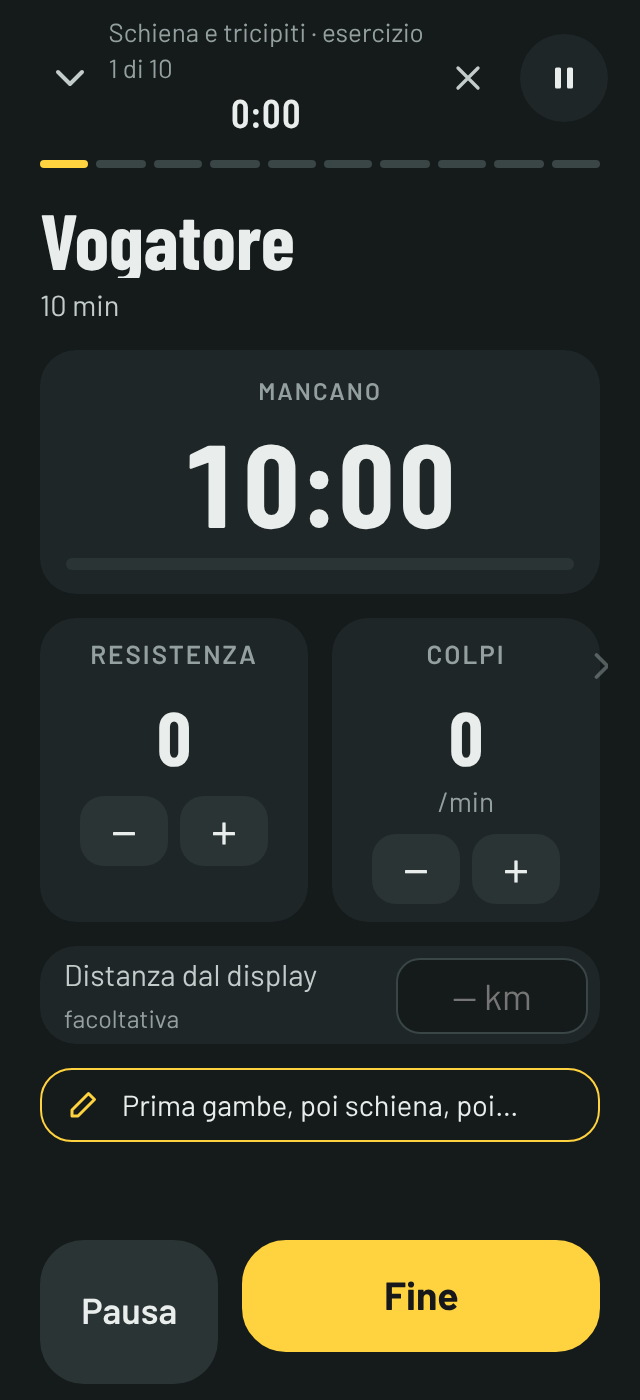 Schiena e tricipiti · esercizio
1 di 10
0:00
Vogatore
10 min
MANCANO
10:00
RESISTENZA
0
− +
COLPI
0
/min
− +
Distanza dal display
facoltativa
– km
Prima gambe, poi schiena, poi...
Pausa
Fine